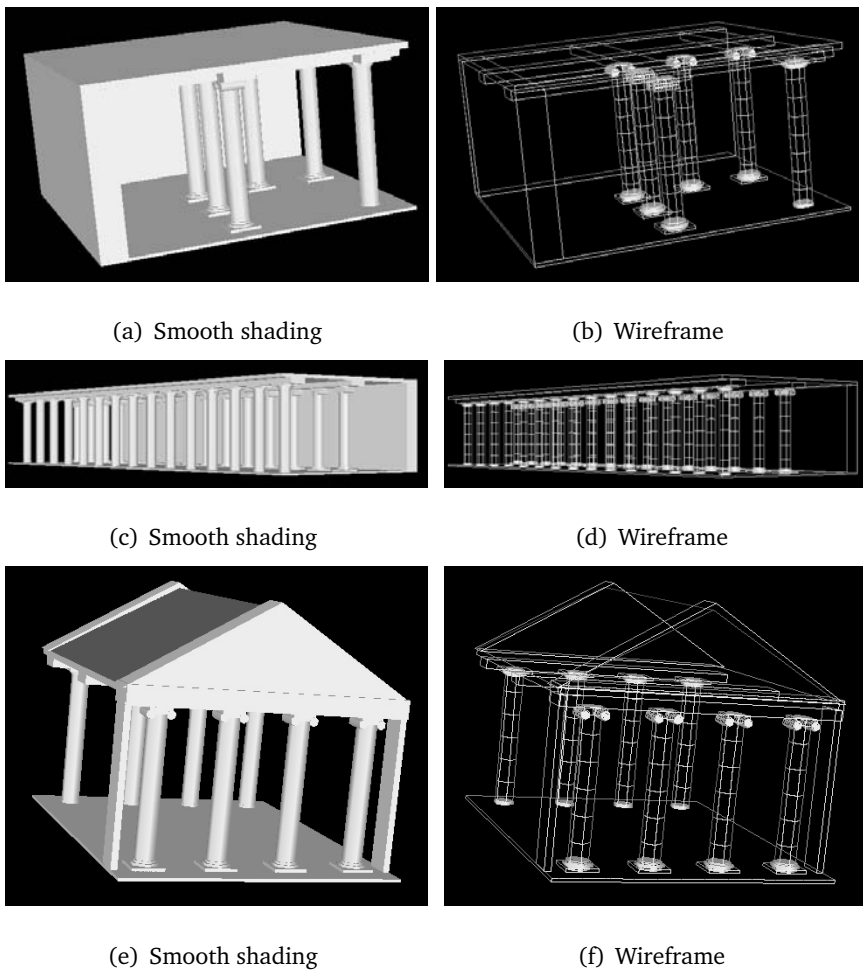 (a) Smooth shading
(b) Wireframe
(c) Smooth shading
(d) Wireframe
(e) Smooth shading
(f) Wireframe